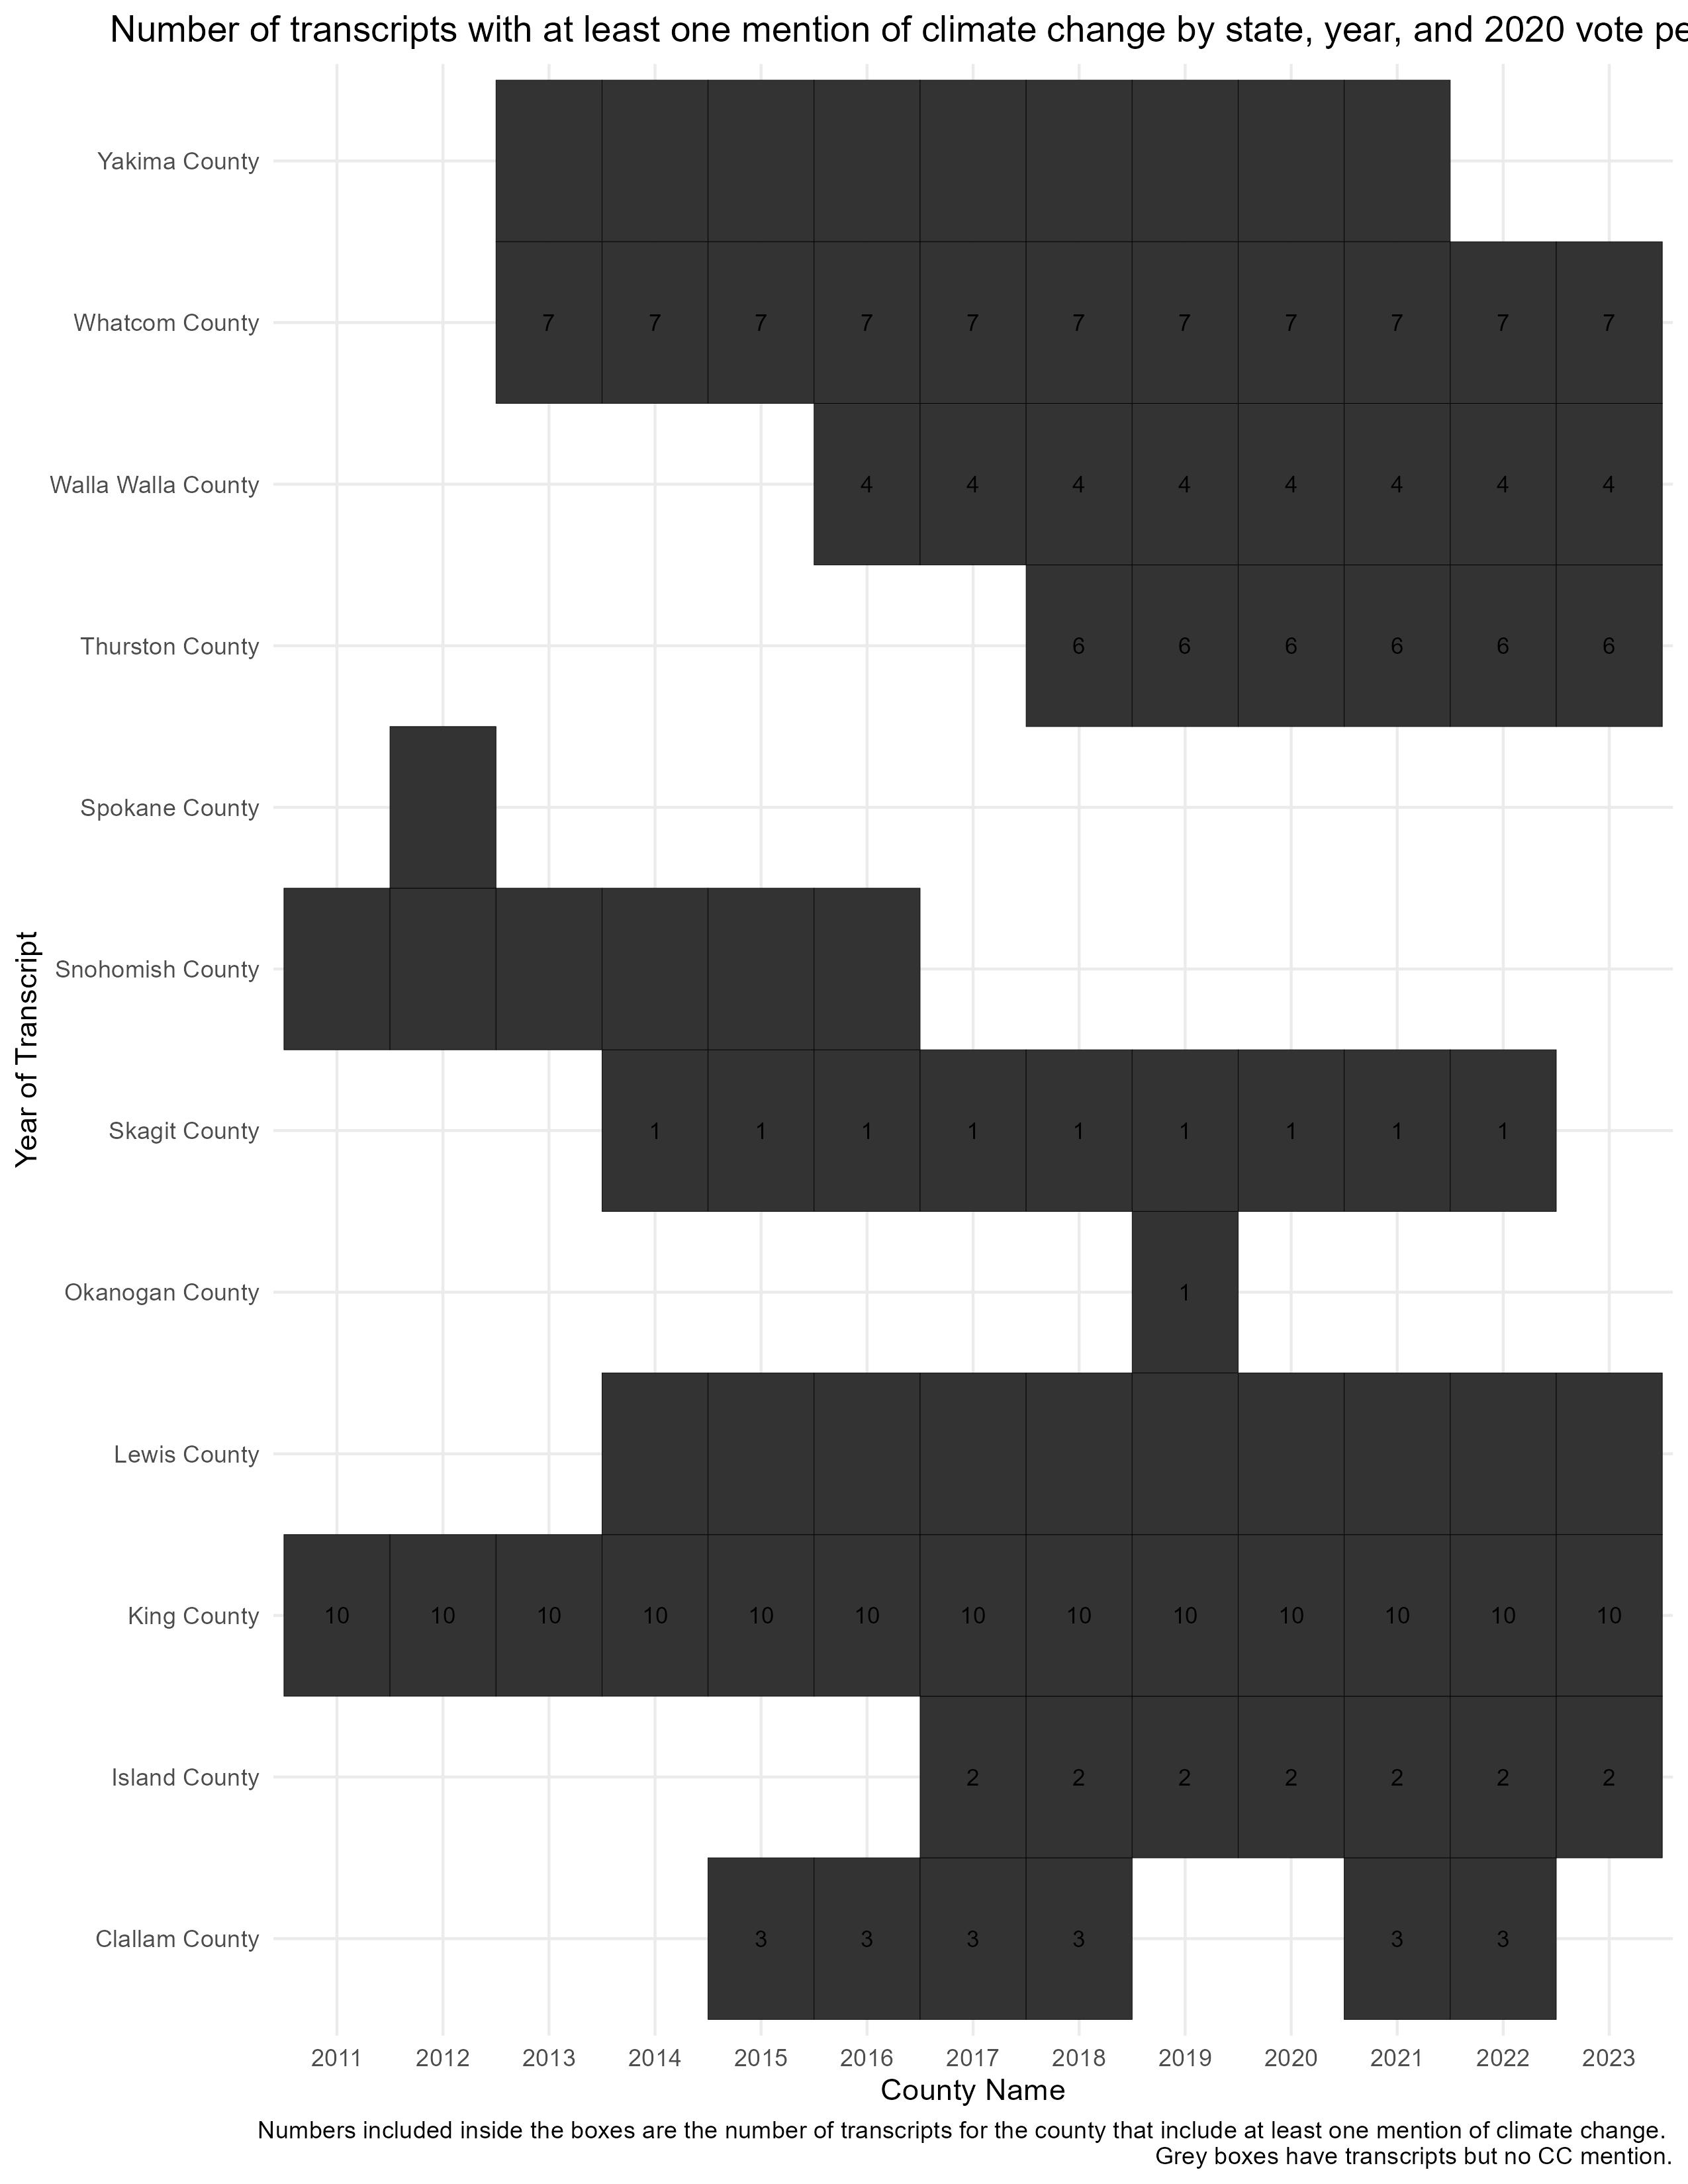 Number of transcripts with at least one mention of climate change by state, year, and 2020 vote pe
Yakima County
Whatcom County 7 7 7 7 7 7 7 7 7 7 7
Walla Walla County 4 4 4 4 4 4 4 4
Thurston County 6 6 6 6 6 6
Spokane County
Snohomish County
Skagit County 1 1 1 1 1 1 1 1 1
Okanogan County 1
Lewis County
King County 10 10 10 10 10 10 10 10 10 10 10 10 10
Island County 2 2 2 2 2 2 2
Clallam County 3 3 3 3 3 3
Year of Transcript
2011 2012 2013 2014 2015 2016 2017 2018 2019 2020 2021 2022 2023
County Name
Numbers included inside the boxes are the number of transcripts for the county that include at least one mention of climate change.
Grey boxes have transcripts but no CC mention.